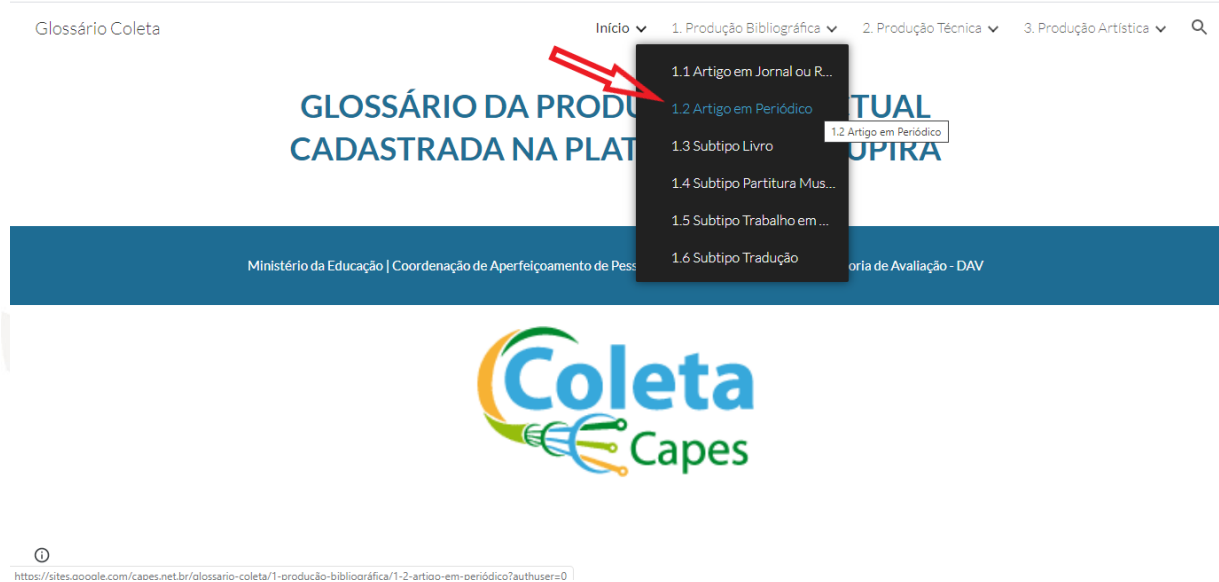 Glossário Coleta
Início
1. Produção Bibliográfica
2. Produção Técnica
3. Produção Artística
1.1 Artigo em Jornal ou R...
1.2 Artigo em Periódico
1.2 Artigo em Periódico
1.3 Subtipo Livro
1.4 Subtipo Partitura Mus...
1.5 Subtipo Trabalho em ...
1.6 Subtipo Tradução
GLOSSÁRIO DA PRODU TUAL
CADASTRADA NA PLAT UPIRA
Ministério da Educação | Coordenação de Aperfeiçoamento de Pess oria de Avaliação - DAV
Coleta
Capes
https://sites.google.com/capes.net.br/glossario-coleta/1-produção-bibliográfica/1-2-artigo-em-periódico?authuser=0